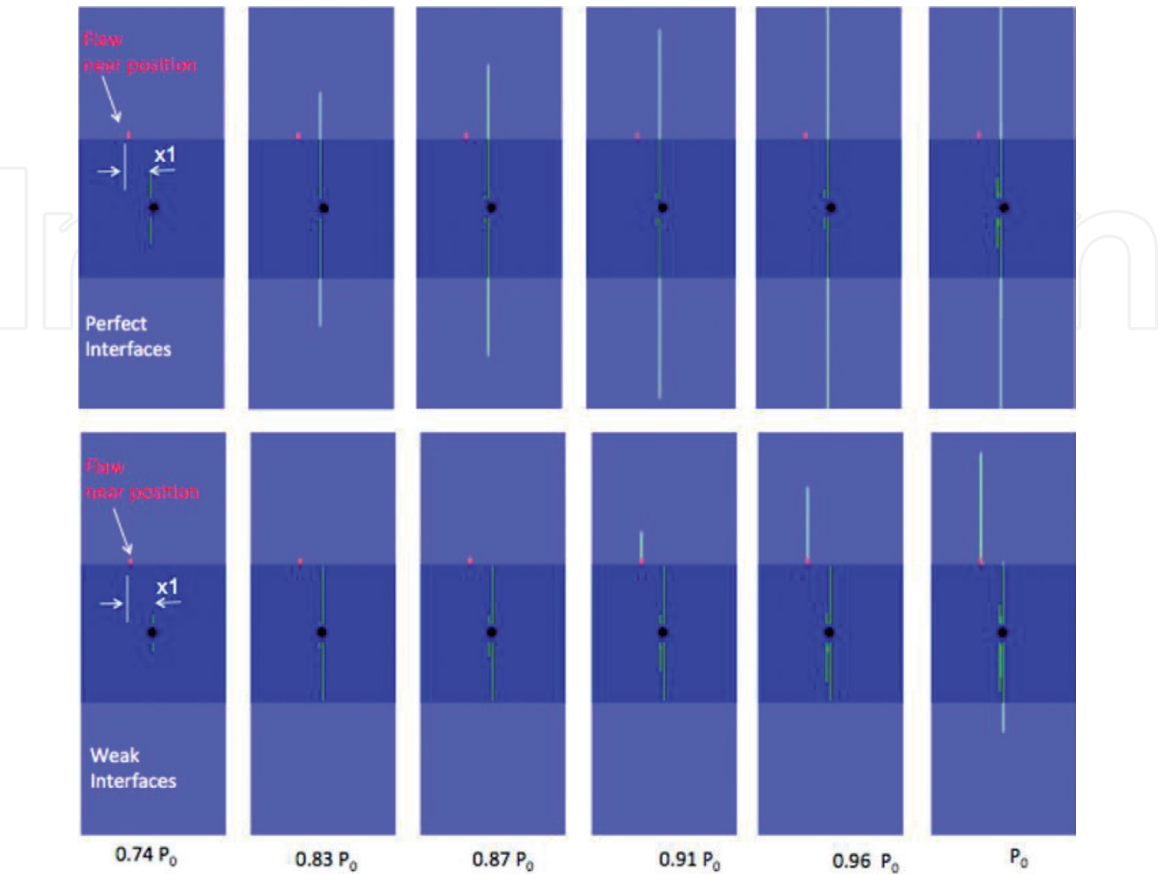 Flaw
near position
x1
Perfect
Interfaces
Flaw
near position
x1
Weak
Interfaces
0.74 P₀
0.83 P₀
0.87 P₀
0.91 P₀
0.96 P₀
P₀